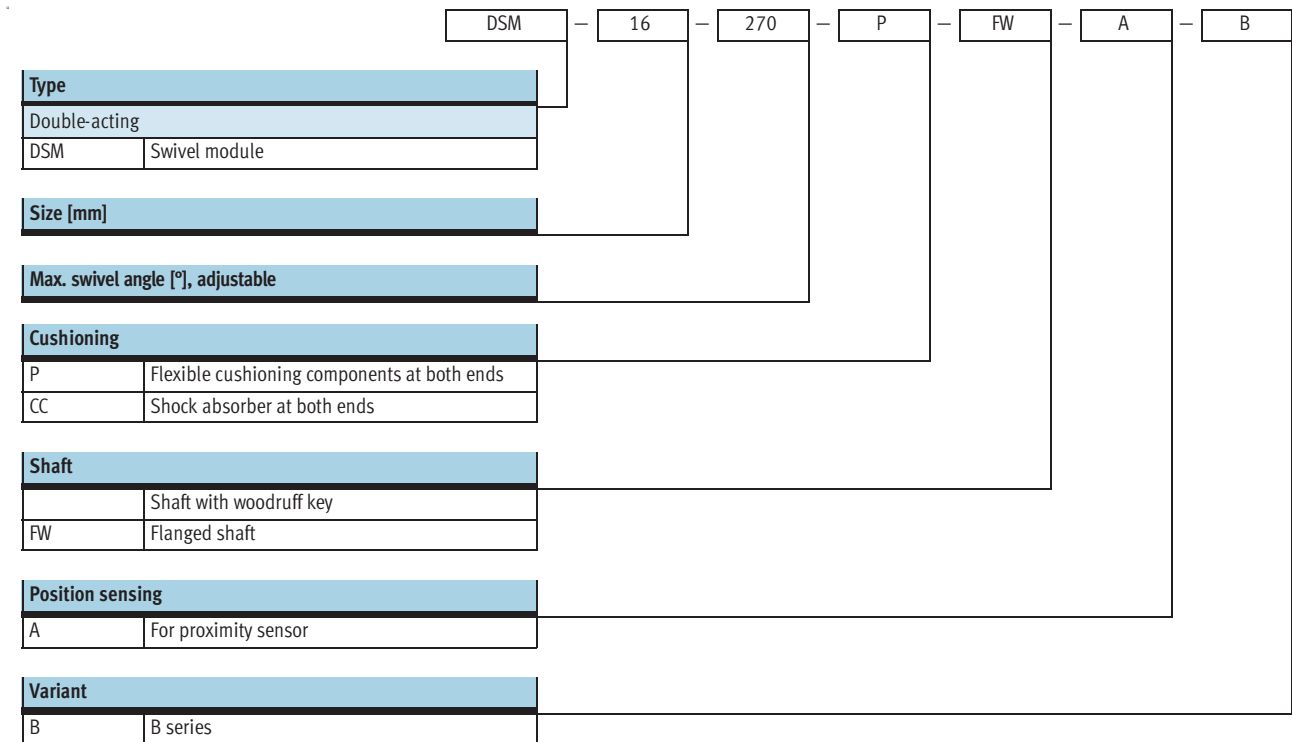 DSM – 16 – 270 – P – FW – A – B
Type
Double-acting
DSM Swivel module
Size [mm]
Max. swivel angle [º], adjustable
Cushioning
P Flexible cushioning components at both ends
CC Shock absorber at both ends
Shaft
Shaft with woodruff key
FW Flanged shaft
Position sensing
A For proximity sensor
Variant
B B series